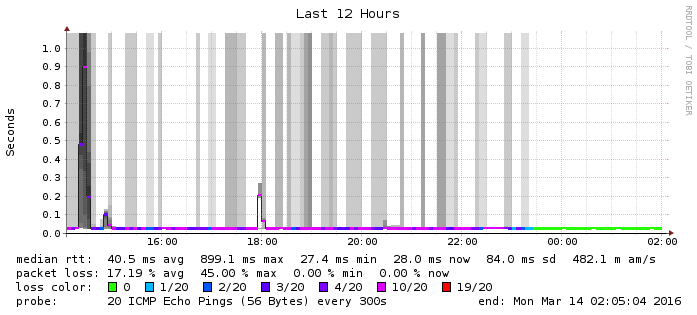 Last 12 Hours
RRDTOOL / TOBI OETIKER
Seconds
1.0
0.9
0.8
0.7
0.6
0.5
0.4
0.3
0.2
0.1
0.0
16:00 18:00 20:00 22:00 00:00 02:00
median rtt: 40.5 ms avg 899.1 ms max 27.4 ms min 28.0 ms now 84.0 ms sd 482.1 m am/s
packet loss: 17.19 % avg 45.00 % max 0.00 % min 0.00 % now
loss color: 0 1/20 2/20 3/20 4/20 10/20 19/20
probe: 20 ICMP Echo Pings (56 Bytes) every 300s end: Mon Mar 14 02:05:04 2016